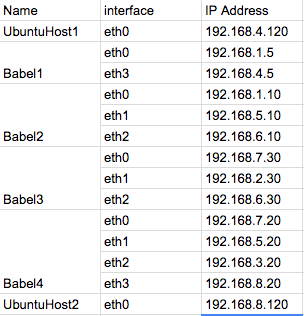 Name interface IP Address
UbuntuHost1 eth0 192.168.4.120
eth0 192.168.1.5
Babel1 eth3 192.168.4.5
eth0 192.168.1.10
eth1 192.168.5.10
Babel2 eth2 192.168.6.10
eth0 192.168.7.30
eth1 192.168.2.30
Babel3 eth2 192.168.6.30
eth0 192.168.7.20
eth1 192.168.5.20
eth2 192.168.3.20
Babel4 eth3 192.168.8.20
UbuntuHost2 eth0 192.168.8.120